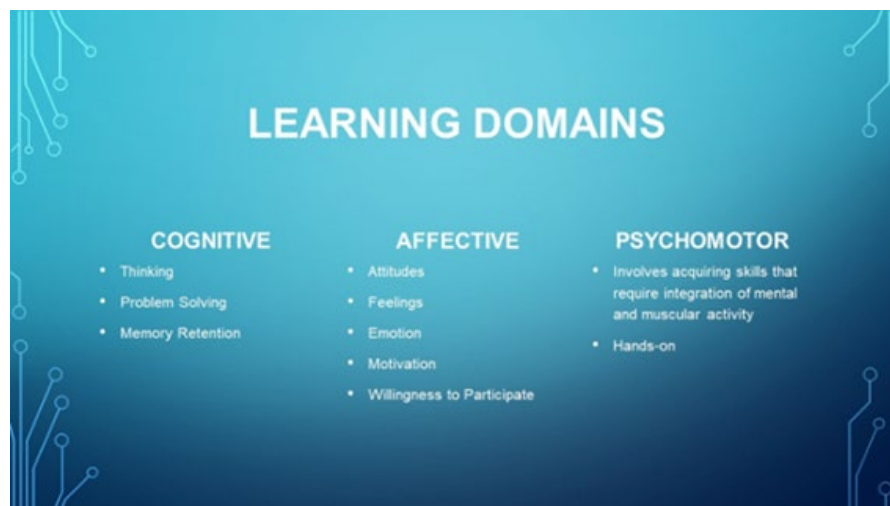 LEARNING DOMAINS
COGNITIVE
• Thinking
• Problem Solving
• Memory Retention
AFFECTIVE
• Attitudes
• Feelings
• Emotion
• Motivation
• Willingness to Participate
PSYCHOMOTOR
• Involves acquiring skills that
require integration of mental
and muscular activity
• Hands-on